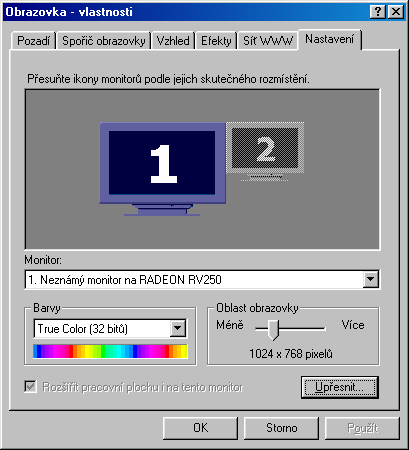 Obrazovka - vlastnosti
Pozadí Spořič obrazovky Vzhled Efekty Síť WWW Nastavení
Přesuňte ikony monitorů podle jejich skutečného rozmístění.
1 2
Monitor:
1. Neznámý monitor na RADEON RV250
Barvy
True Color (32 bitů)
Oblast obrazovky
Méně Více
1024 x 768 pixelů
Rozšířit pracovní plochu i na tento monitor
Upřesnit...
OK Storno Použít